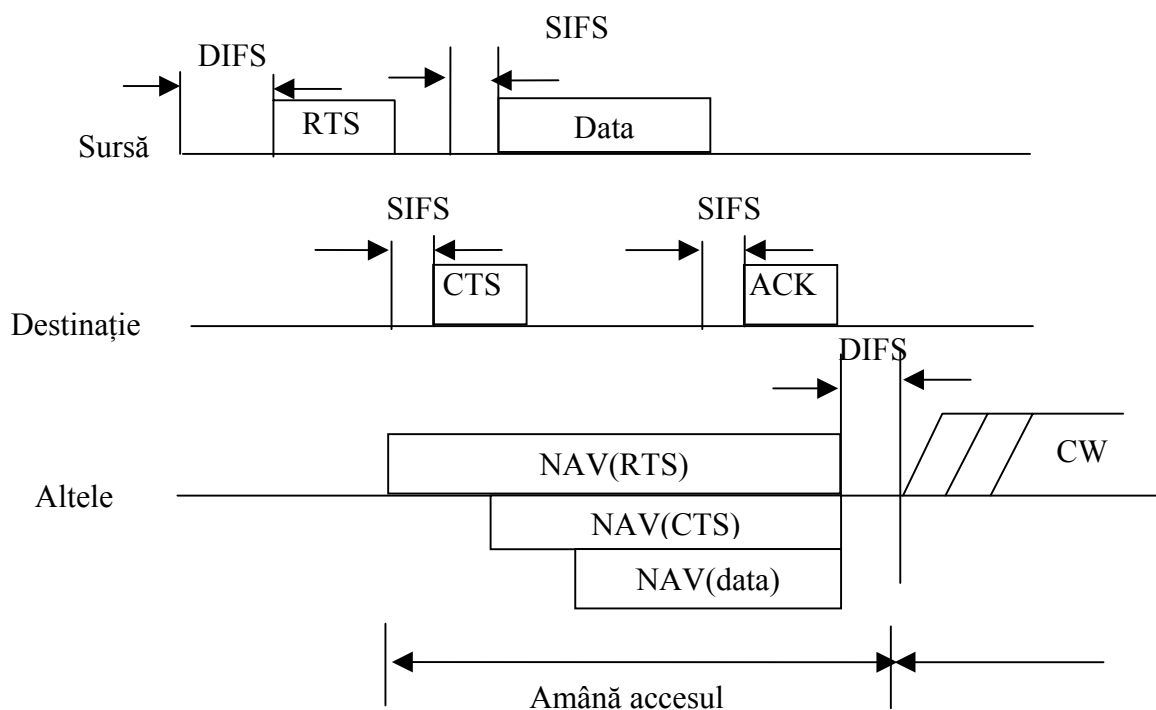 SIFS
DIFS
RTS
Data
Sursă
SIFS
SIFS
CTS
ACK
Destinație
DIFS
NAV(RTS)
CW
Altele
NAV(CTS)
NAV(data)
Amână accesul